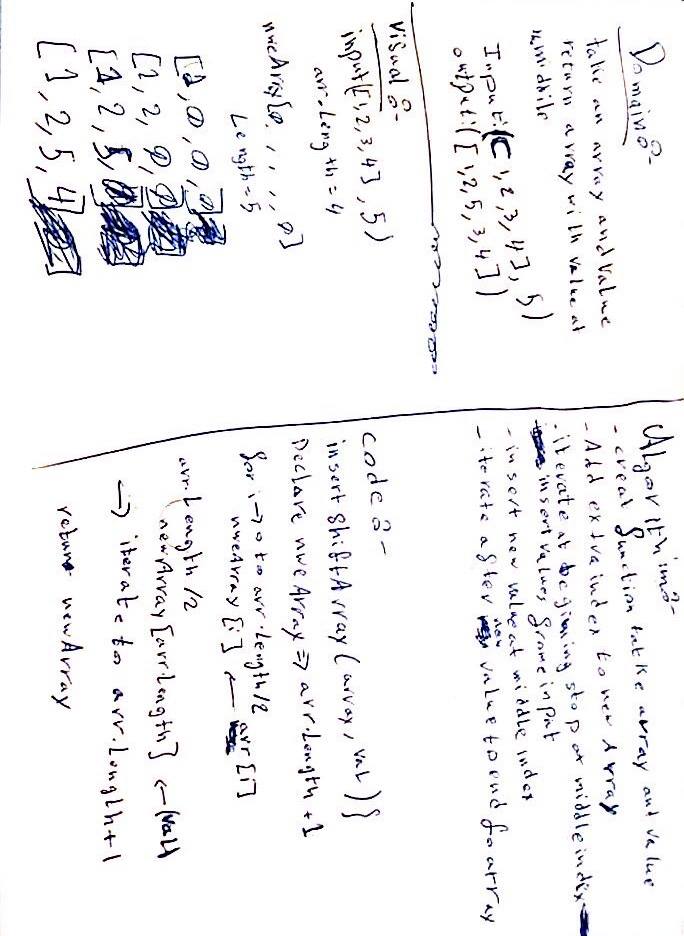 Domain:-
take an array and value
return array with value at
middile
Input:([1,2,3,4], 5)
output:([1,2,5,3,4])
Visual:-
input([1,2,3,4], 5)
arr.Length = 4
nweArry[0, , , , 0]
Length = 5
[1, 0, 0, 0]
[1, 2, 0, 0]
[1, 2, 5, 0]
[1, 2, 5, 4]
Algorithim:-
- creat function tatke array and value
- Add extra index to new Array
- iterate at begining stop at middle index
insert values frome input
- insert new value at middle index
- iterate after new value to end fo array
code:-
insert ShiftArray (array, val) }
Declare nweArray => arr.Length +1
for i → 0 to arr.Length/2
nweArray [i] ← arr [i]
arr.Length /2
newArray [arr.Length] ← (val)
→ iterate to arr.Length+1
return newArray